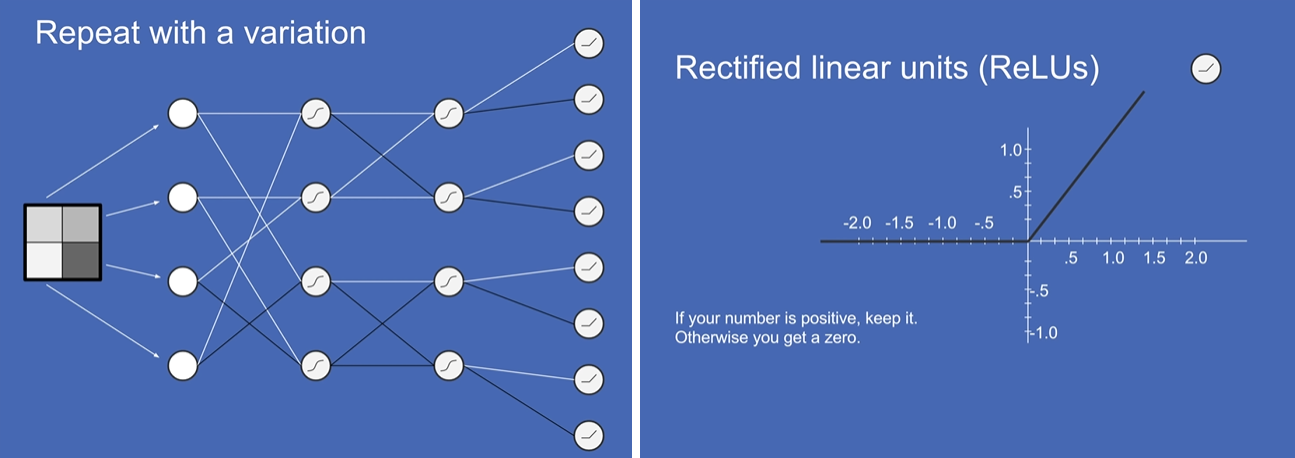 Repeat with a variation
Rectified linear units (ReLUs)
1.0
.5
-2.0 -1.5 -1.0 -.5
.5 1.0 1.5 2.0
-.5
-1.0
If your number is positive, keep it.
Otherwise you get a zero.